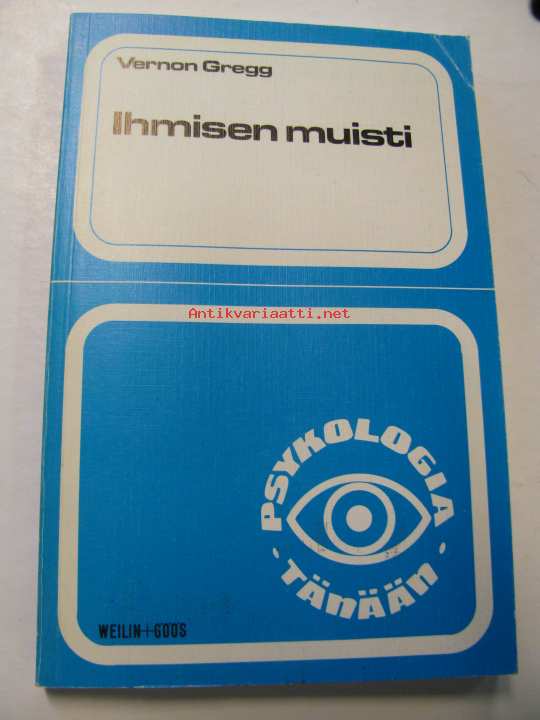 Vernon Gregg
Ihmisen muisti
Antikvariaatti.net
PSYKOLOGIA
· TÄNÄÄN ·
WEILIN+GÖÖS